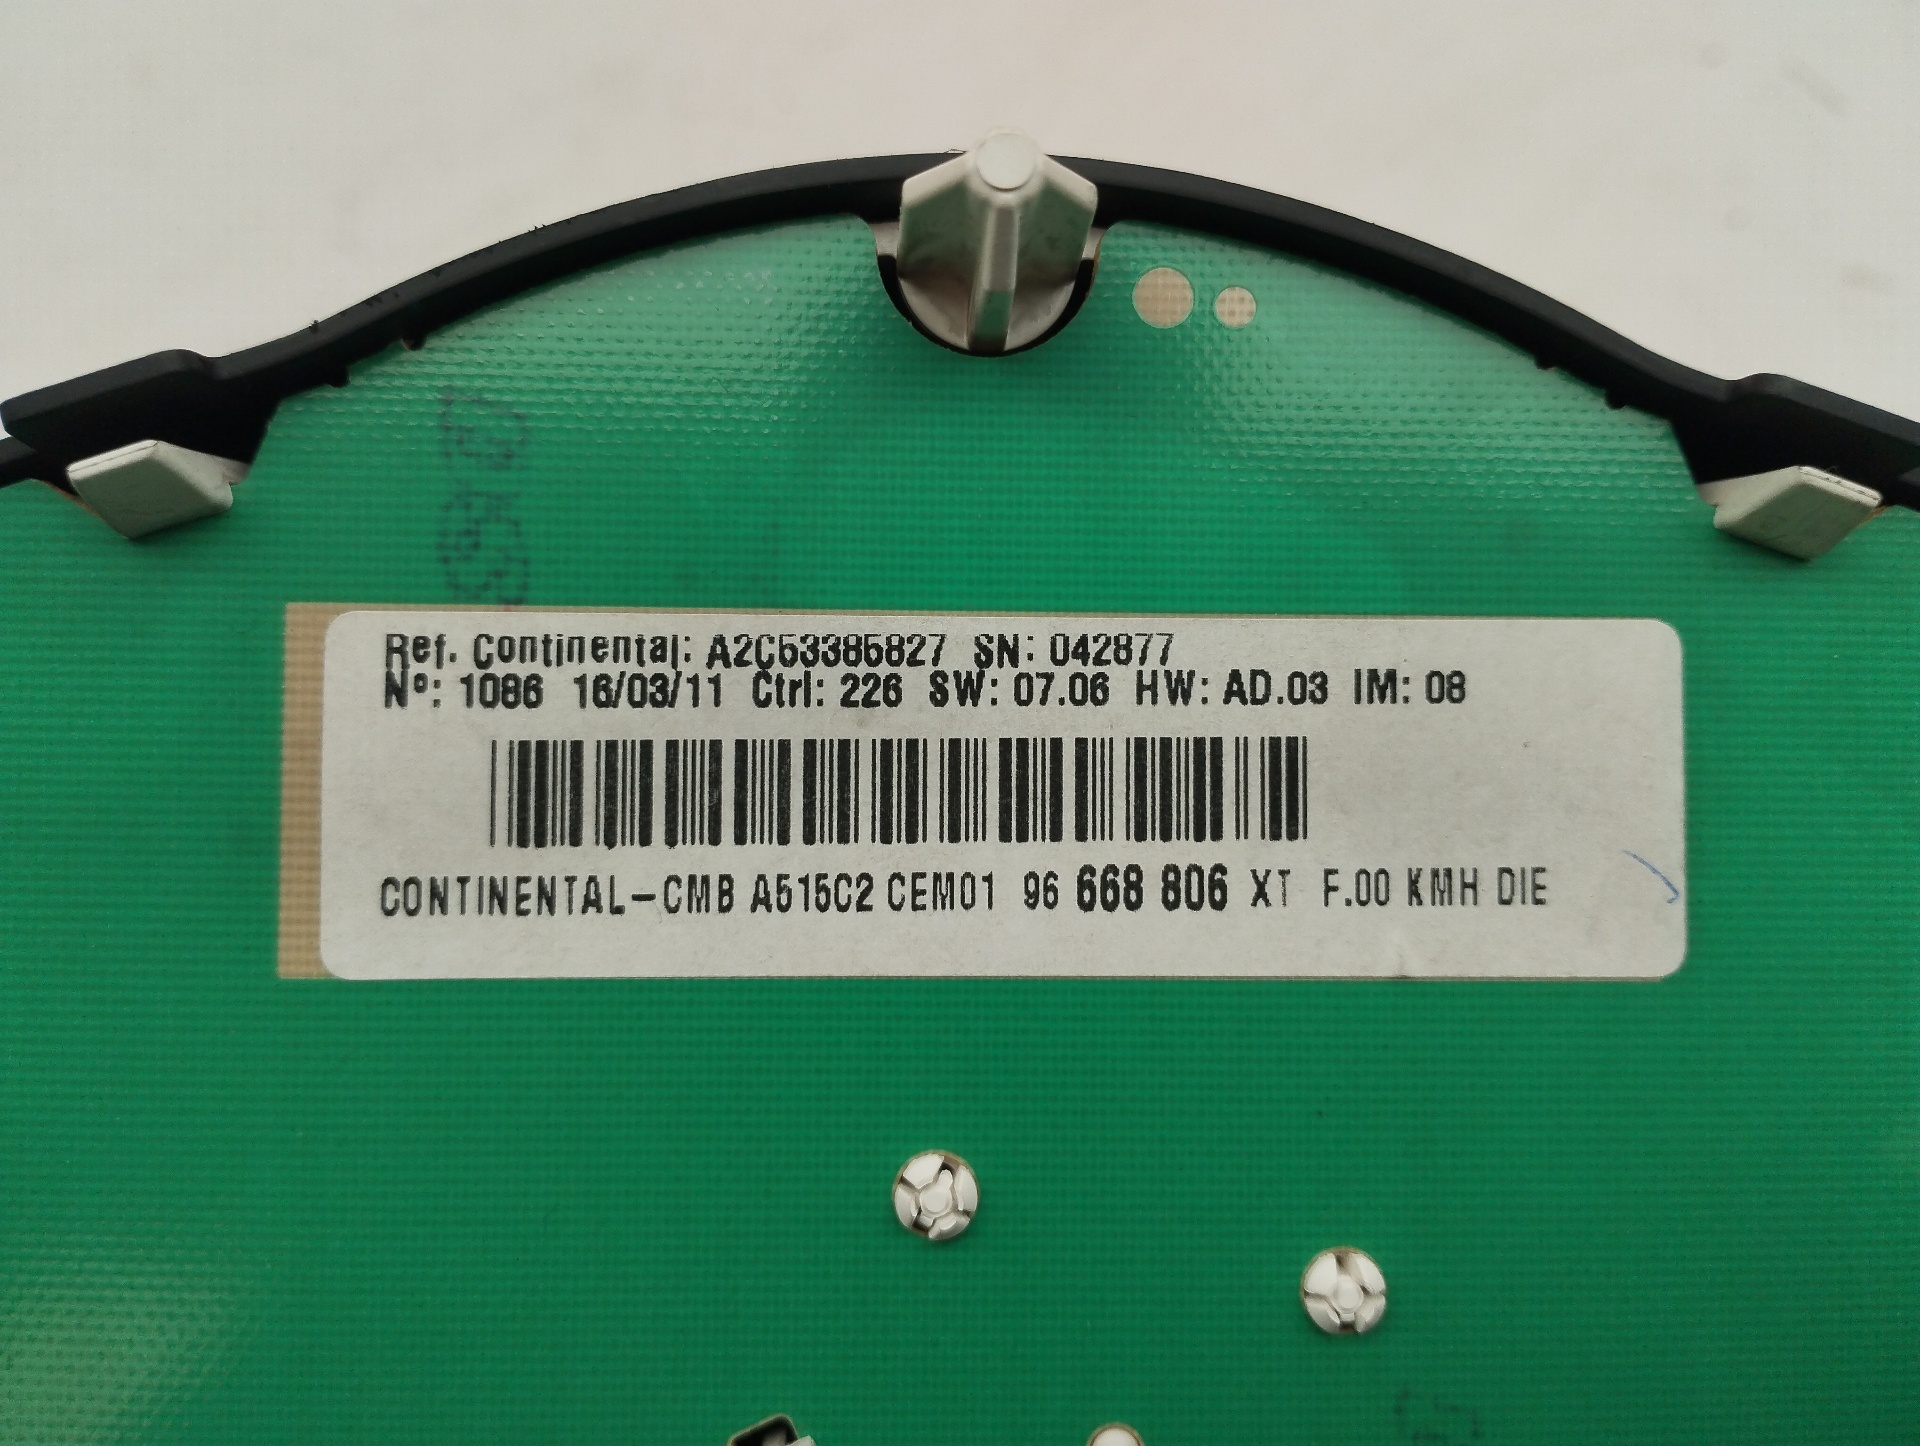 Ref. Continental: A2C53385827 SN: 042877
Nº: 1086 16/03/11 Ctrl: 226 SW: 07.06 HW: AD.03 IM: 08
CONTINENTAL-CMB A515C2 CEM01 96 668 806 XT F.00 KMH DIE